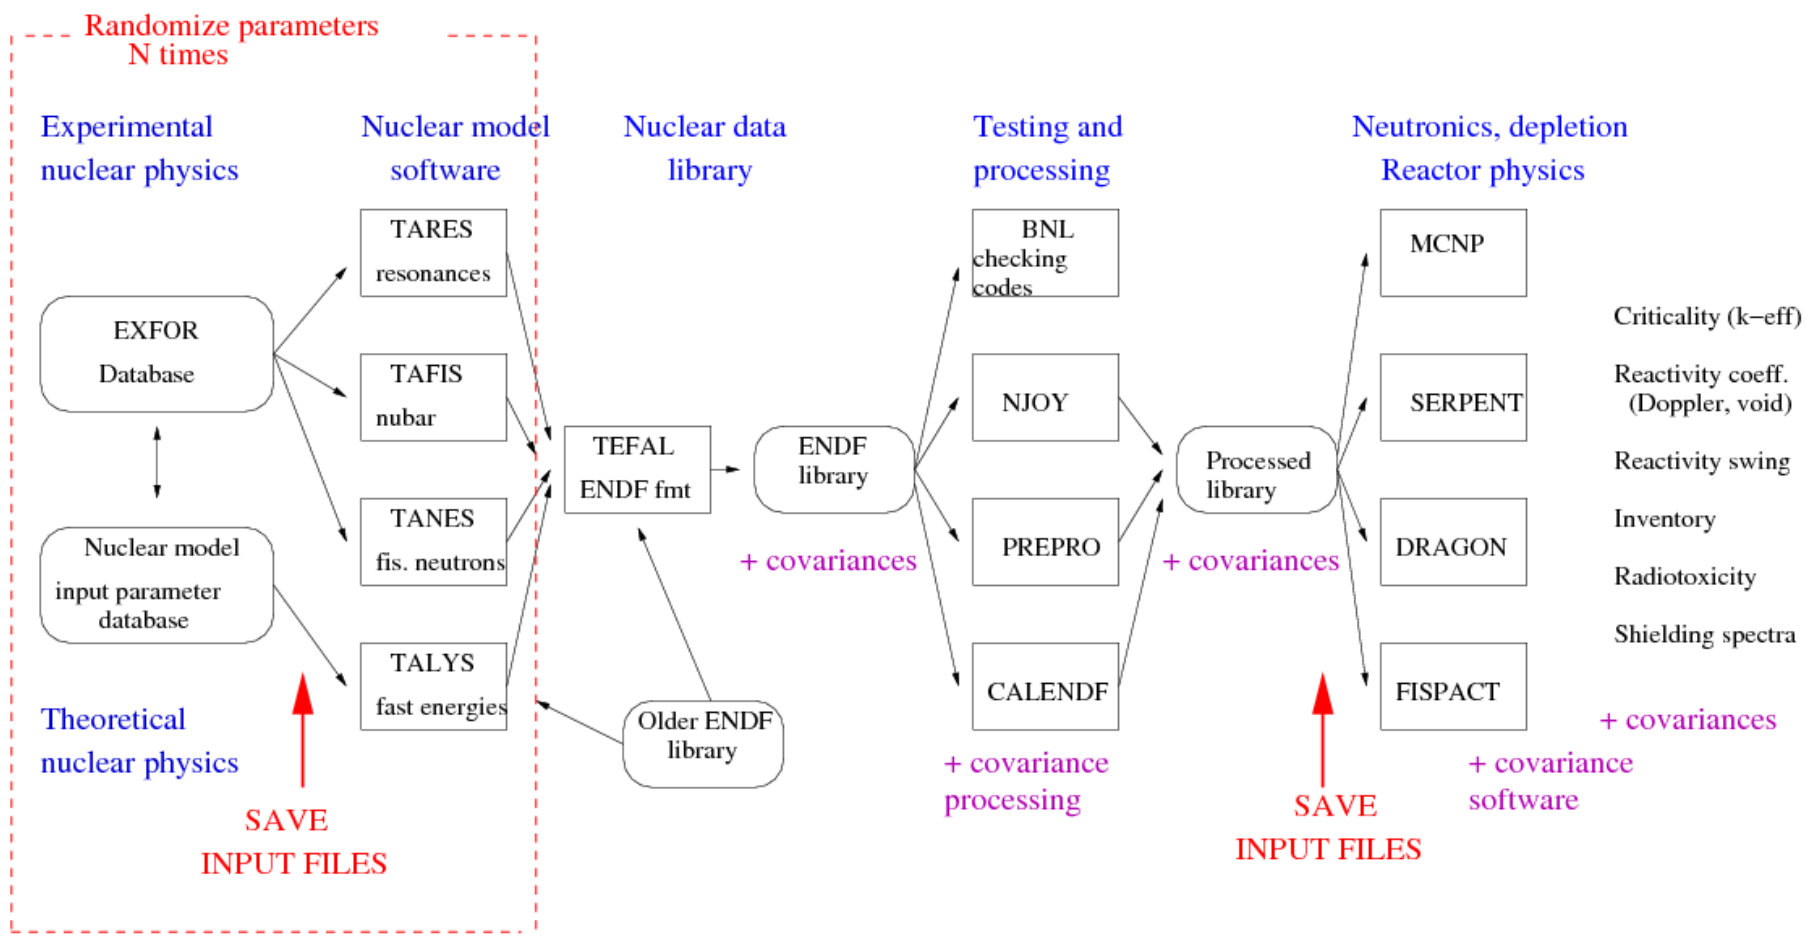 Randomize parameters
N times
Experimental
nuclear physics
Nuclear model
software
Nuclear data
library
Testing and
processing
Neutronics, depletion
Reactor physics
EXFOR
Database
Nuclear model
input parameter
database
Theoretical
nuclear physics
SAVE
INPUT FILES
TARES
resonances
TAFIS
nubar
TANES
fis. neutrons
TALYS
fast energies
TEFAL
ENDF fmt
Older ENDF
library
ENDF
library
+ covariances
BNL
checking
codes
NJOY
PREPRO
CALENDF
+ covariance
processing
Processed
library
+ covariances
SAVE
INPUT FILES
MCNP
SERPENT
DRAGON
FISPACT
+ covariance
software
Criticality (k−eff)
Reactivity coeff.
(Doppler, void)
Reactivity swing
Inventory
Radiotoxicity
Shielding spectra
+ covariances